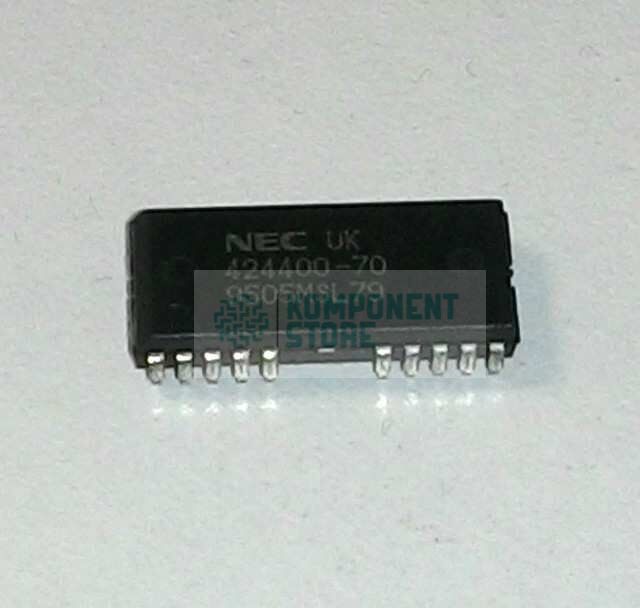 NEC UK
424400-70
9505MSL79
KOMPONENT
STORE